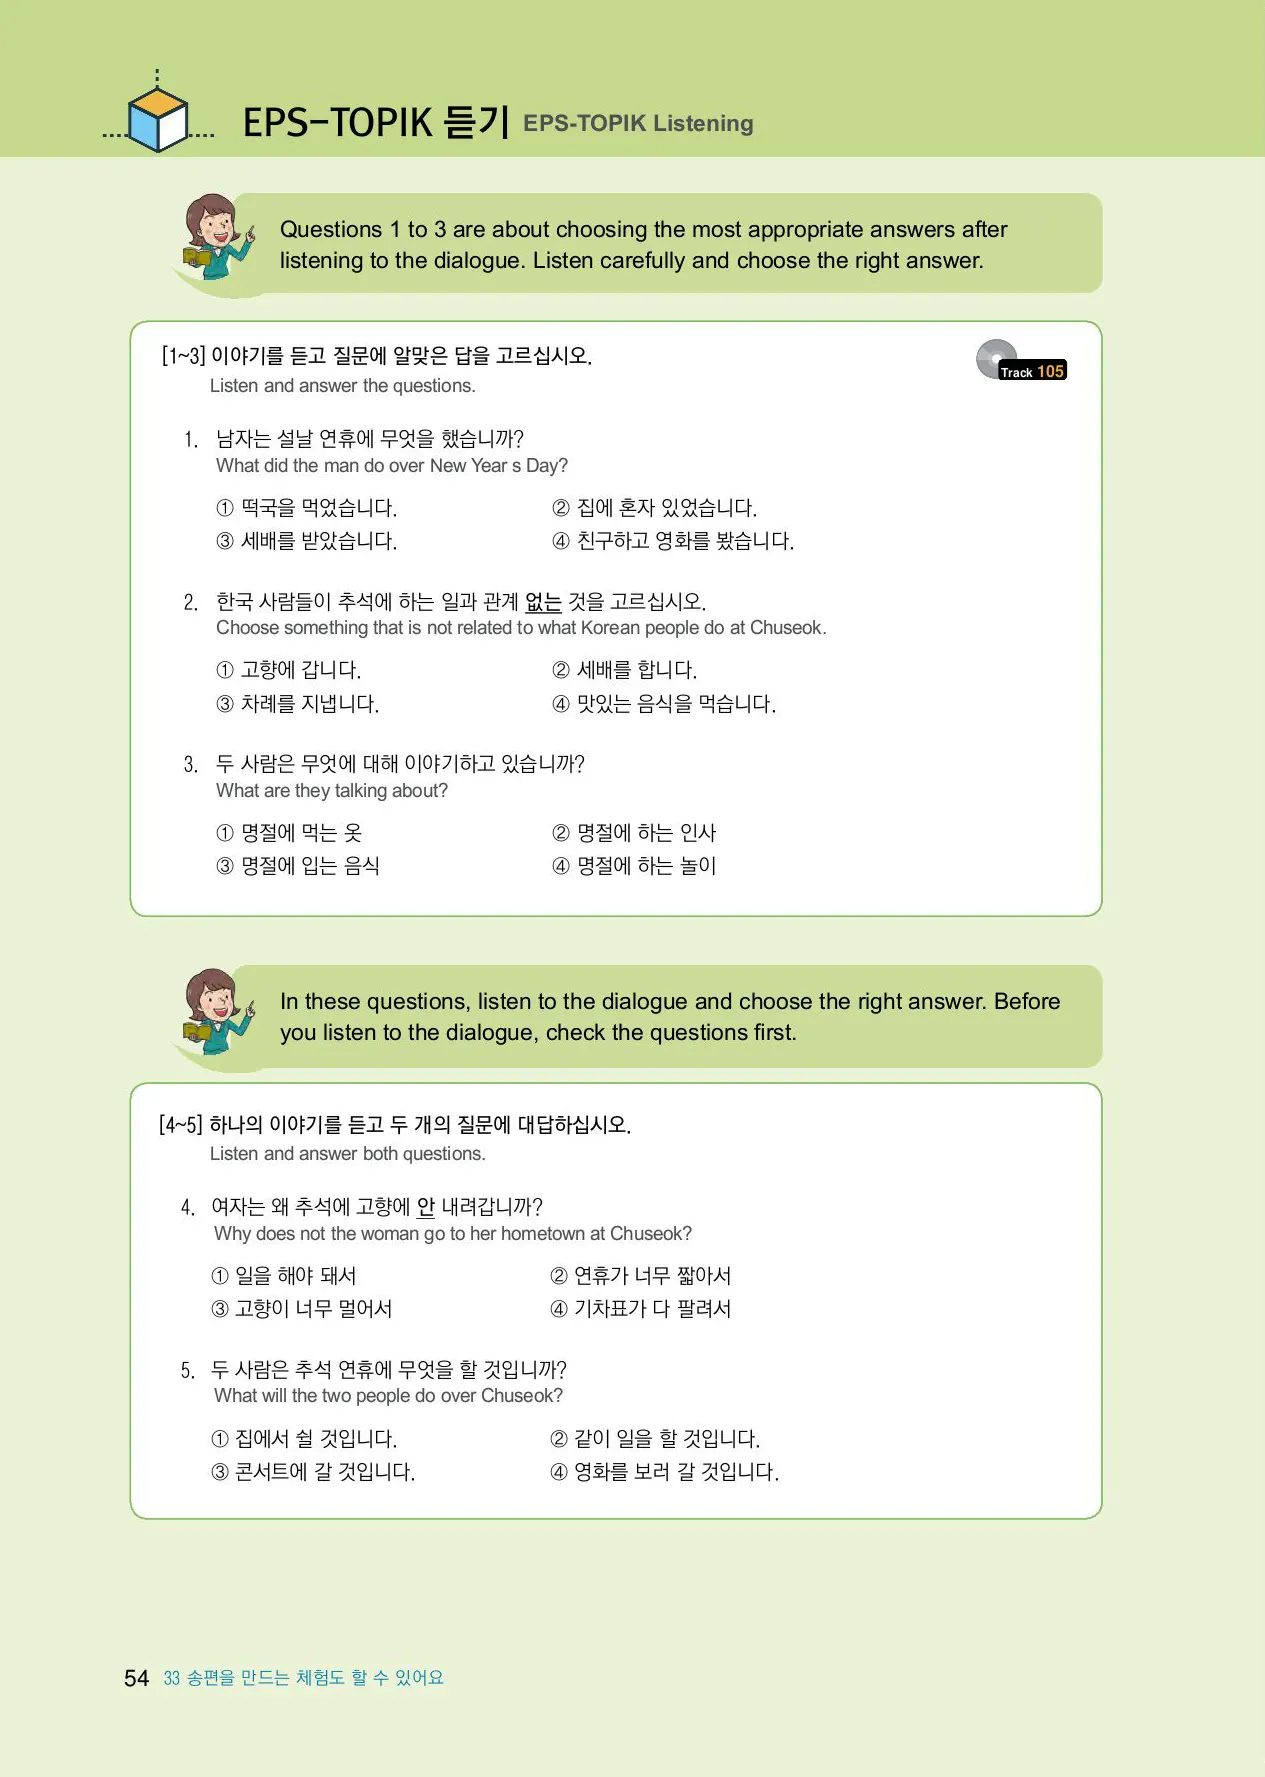 EPS-TOPIK 듣기 EPS-TOPIK Listening
Questions 1 to 3 are about choosing the most appropriate answers after
listening to the dialogue. Listen carefully and choose the right answer.
[1~3] 이야기를 듣고 질문에 알맞은 답을 고르십시오.
Track 105
Listen and answer the questions.
1. 남자는 설날 연휴에 무엇을 했습니까?
What did the man do over New Year s Day?
① 떡국을 먹었습니다. ② 집에 혼자 있었습니다.
③ 세배를 받았습니다. ④ 친구하고 영화를 봤습니다.
2. 한국 사람들이 추석에 하는 일과 관계 없는 것을 고르십시오.
Choose something that is not related to what Korean people do at Chuseok.
① 고향에 갑니다. ② 세배를 합니다.
③ 차례를 지냅니다. ④ 맛있는 음식을 먹습니다.
3. 두 사람은 무엇에 대해 이야기하고 있습니까?
What are they talking about?
① 명절에 먹는 옷 ② 명절에 하는 인사
③ 명절에 입는 음식 ④ 명절에 하는 놀이
In these questions, listen to the dialogue and choose the right answer. Before
you listen to the dialogue, check the questions first.
[4~5] 하나의 이야기를 듣고 두 개의 질문에 대답하십시오.
Listen and answer both questions.
4. 여자는 왜 추석에 고향에 안 내려갑니까?
Why does not the woman go to her hometown at Chuseok?
① 일을 해야 돼서 ② 연휴가 너무 짧아서
③ 고향이 너무 멀어서 ④ 기차표가 다 팔려서
5. 두 사람은 추석 연휴에 무엇을 할 것입니까?
What will the two people do over Chuseok?
① 집에서 쉴 것입니다. ② 같이 일을 할 것입니다.
③ 콘서트에 갈 것입니다. ④ 영화를 보러 갈 것입니다.
54 33 송편을 만드는 체험도 할 수 있어요